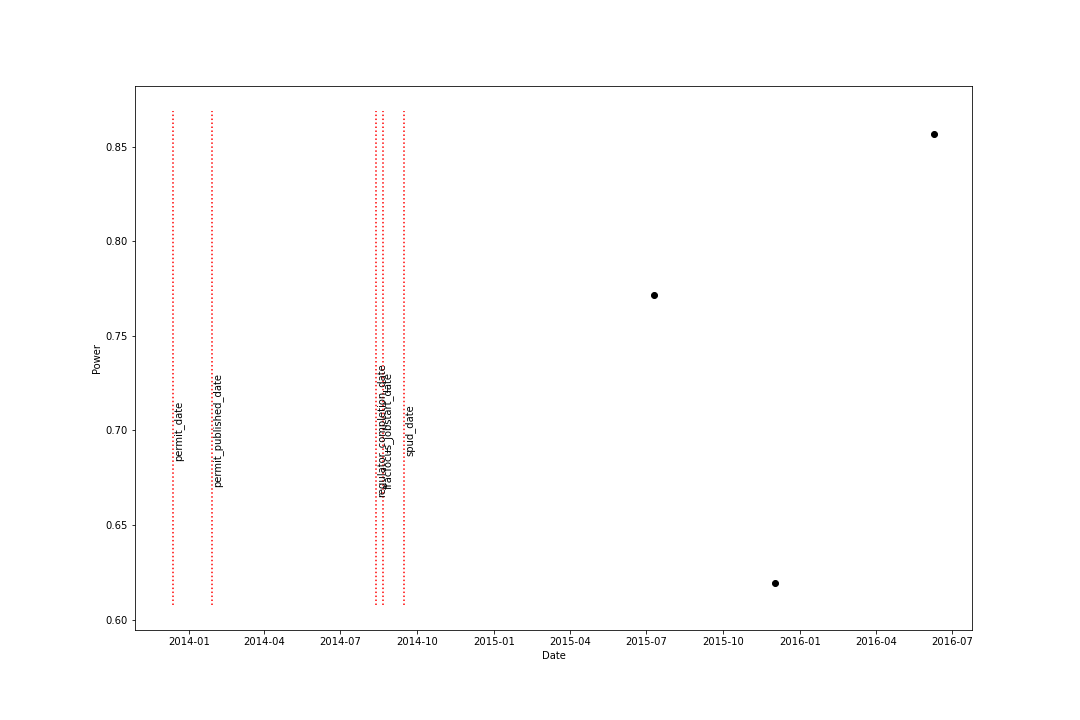 0.85
0.80
0.75
0.70
0.65
0.60
Power
permit_date
permit_published_date
regulator_completion_date
fracfocus_jobstart_date
spud_date
2014-01
2014-04
2014-07
2014-10
2015-01
2015-04
2015-07
2015-10
2016-01
2016-04
2016-07
Date